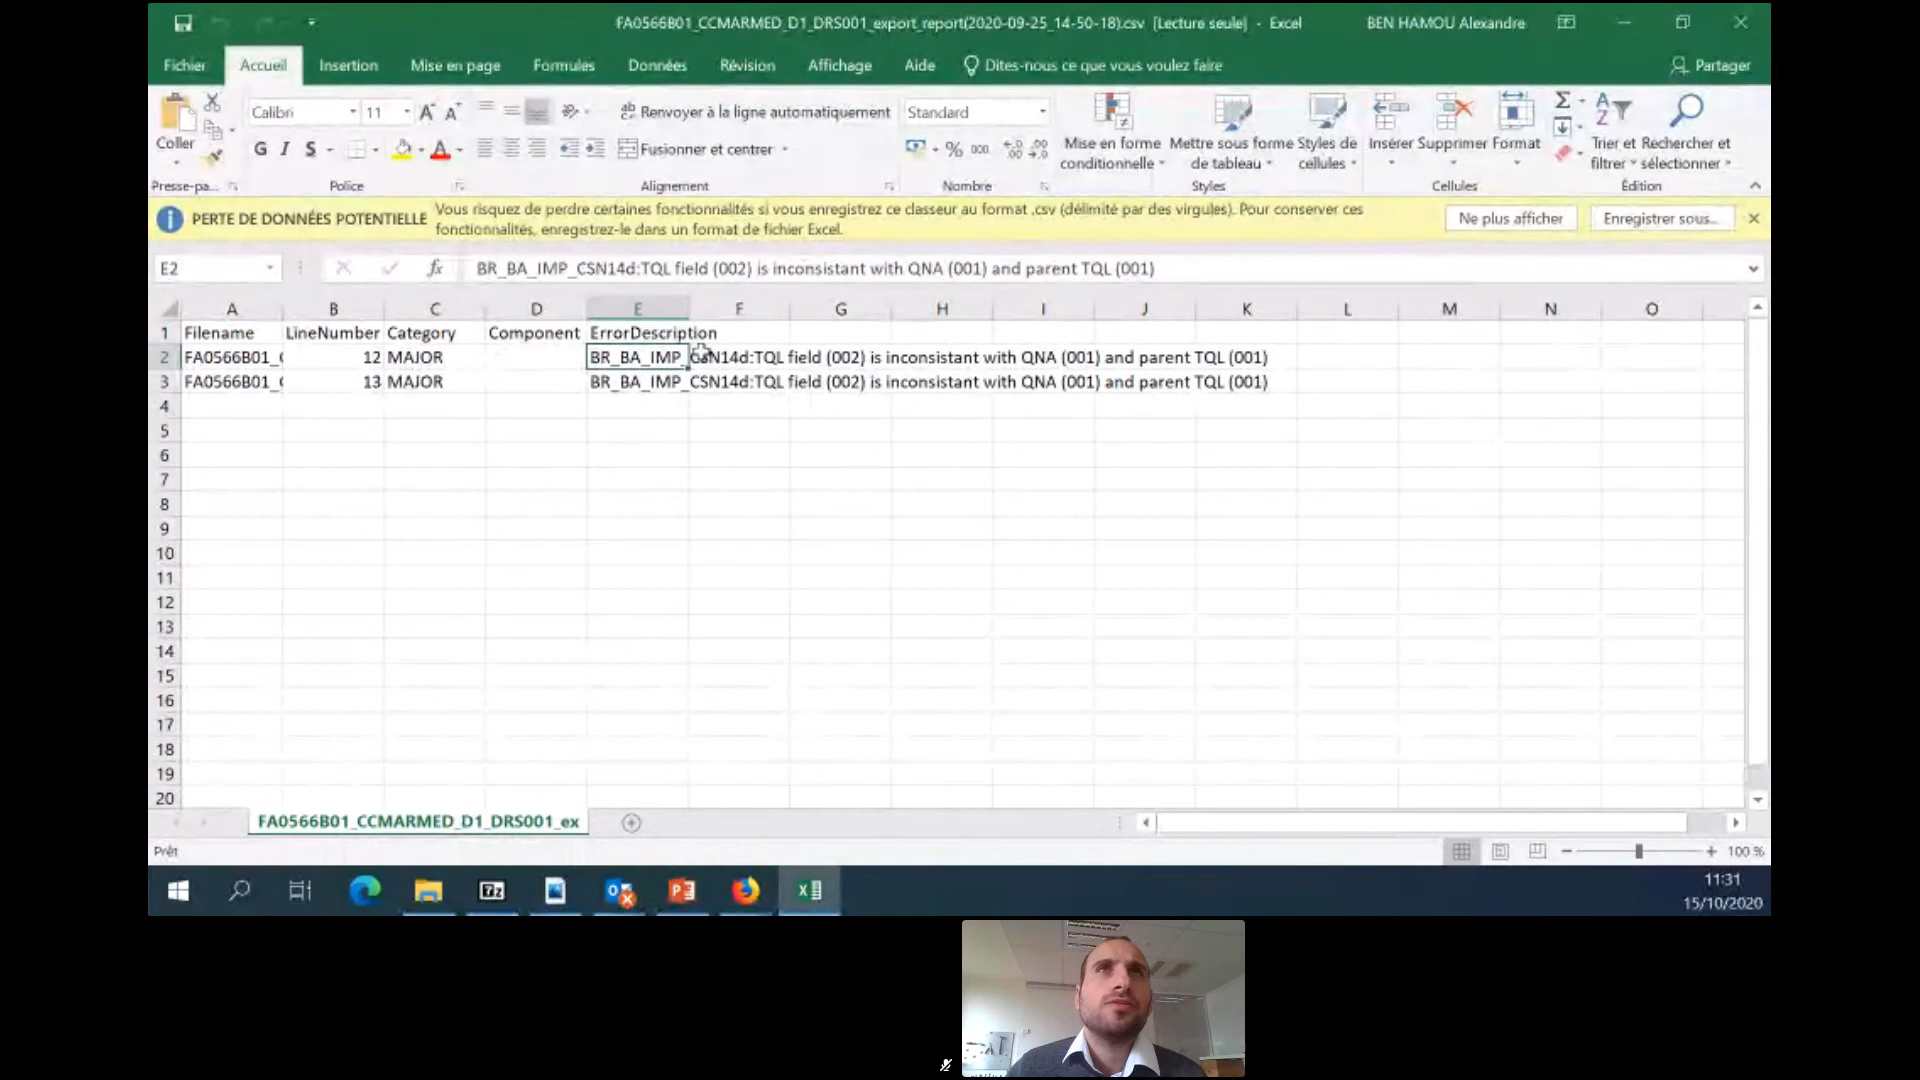 FA0566B01_CCMARMED_D1_DRS001_export_report(2020-09-25_14-50-18).csv [Lecture seule] - Excel
BEN HAMOU Alexandre
Fichier Accueil Insertion Mise en page Formules Données Révision Affichage Aide Dites-nous ce que vous voulez faire Partager
Coller
Calibri 11
Renvoyer à la ligne automatiquement
Standard
G I S
Fusionner et centrer
% 000
Mise en forme conditionnelle
Mettre sous forme de tableau
Styles de cellules
Insérer Supprimer Format
Trier et filtrer
Rechercher et sélectionner
Presse-pa... Police Alignement Nombre Styles Cellules Édition
PERTE DE DONNÉES POTENTIELLE Vous risquez de perdre certaines fonctionnalités si vous enregistrez ce classeur au format .csv (délimité par des virgules). Pour conserver ces
fonctionnalités, enregistrez-le dans un format de fichier Excel.
Ne plus afficher Enregistrer sous...
E2 fx BR_BA_IMP_CSN14d:TQL field (002) is inconsistant with QNA (001) and parent TQL (001)
A B C D E F G H I J K L M N O
1 Filename LineNumber Category Component ErrorDescription
2 FA0566B01_( 12 MAJOR BR_BA_IMP_CSN14d:TQL field (002) is inconsistant with QNA (001) and parent TQL (001)
3 FA0566B01_( 13 MAJOR BR_BA_IMP_CSN14d:TQL field (002) is inconsistant with QNA (001) and parent TQL (001)
4
5
6
7
8
9
10
11
12
13
14
15
16
17
18
19
20
FA0566B01_CCMARMED_D1_DRS001_ex
Prêt
100 %
11:31
15/10/2020